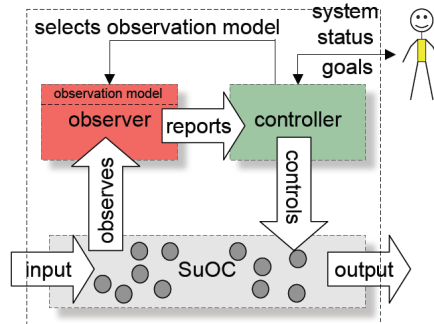 system
selects observation model
status
goals
observation model
observer
reports
controller
observes
controls
input
SuOC
output